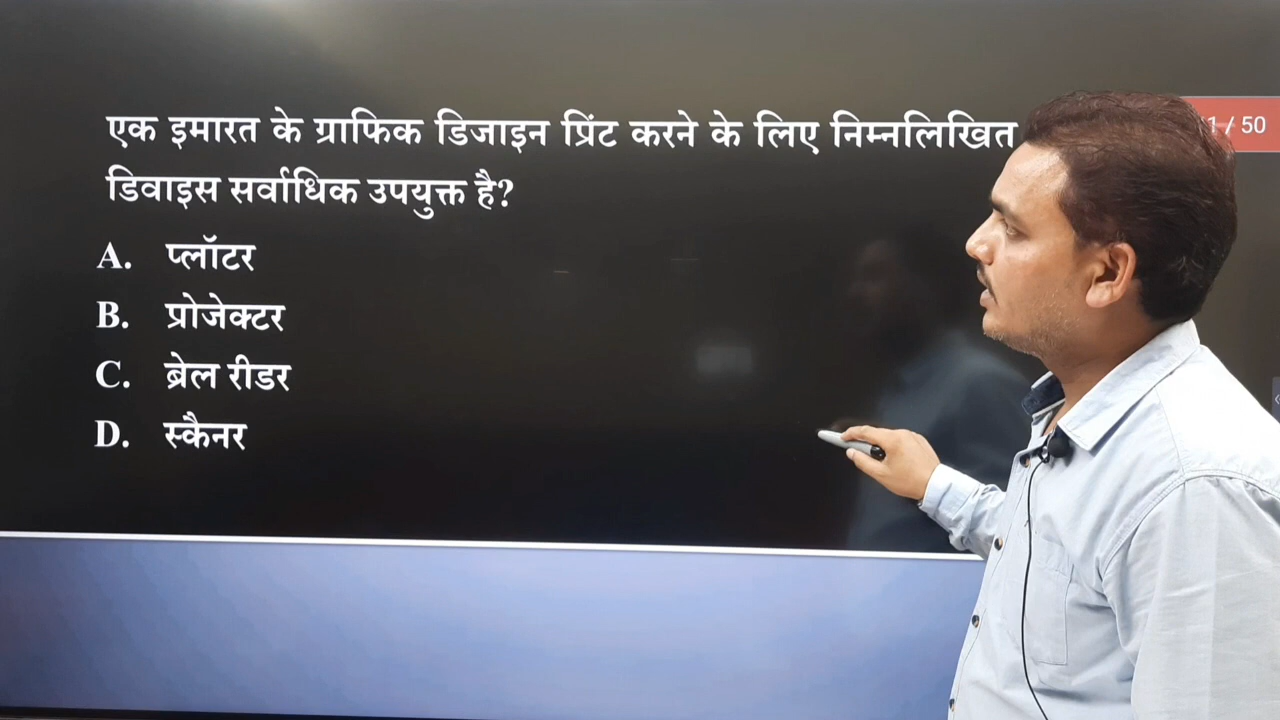 एक इमारत के ग्राफिक डिजाइन प्रिंट करने के लिए निम्नलिखित
डिवाइस सर्वाधिक उपयुक्त है?
A. प्लॉटर
B. प्रोजेक्टर
C. ब्रेल रीडर
D. स्कैनर
/ 50